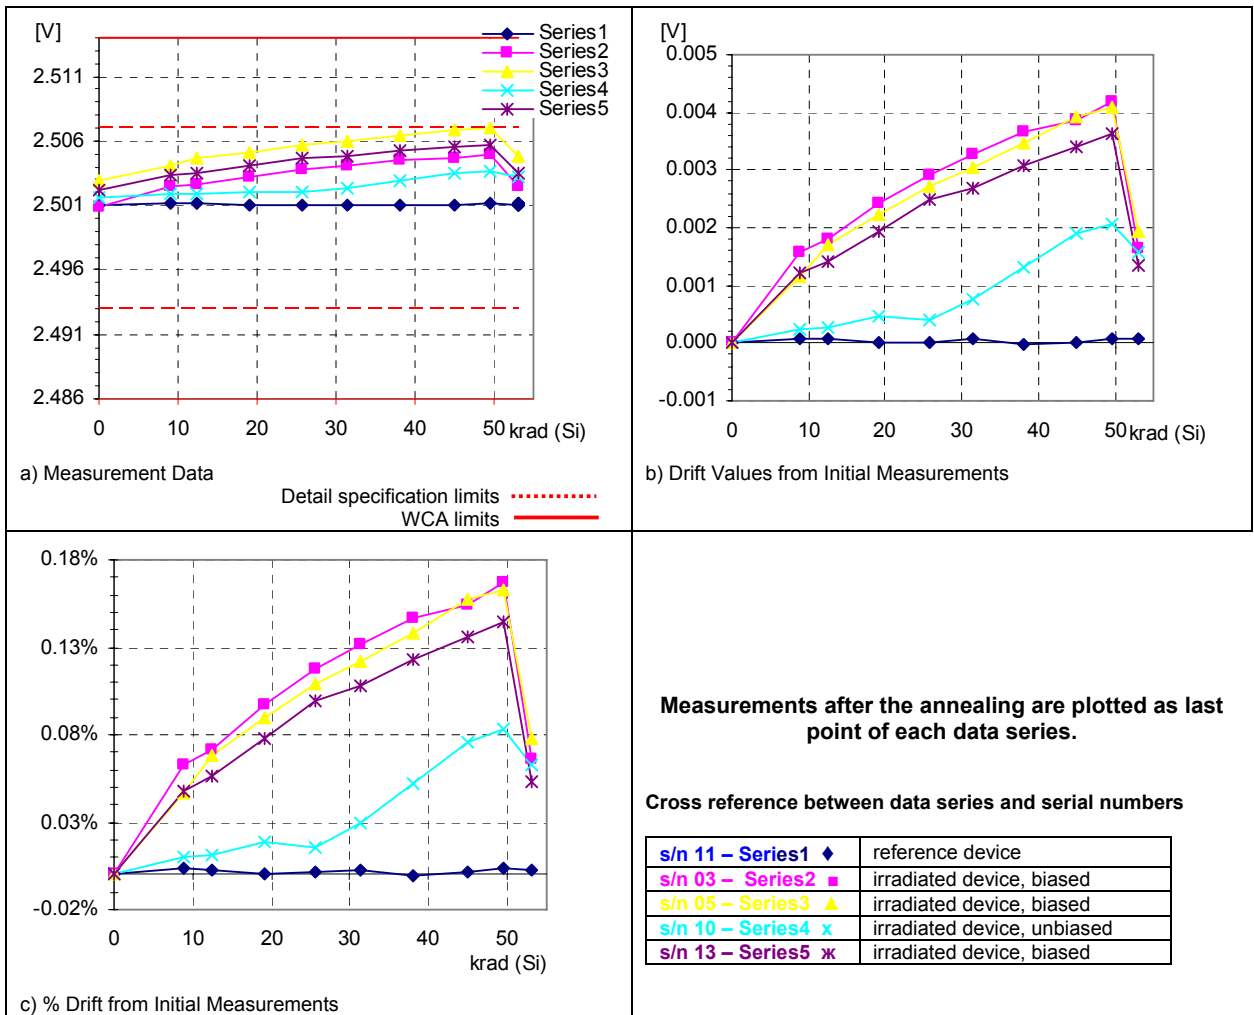 [V]
2.511
2.506
2.501
2.496
2.491
2.486
0 10 20 30 40 50 krad (Si)
Series1
Series2
Series3
Series4
Series5
a) Measurement Data
Detail specification limits
WCA limits
[V]
0.005
0.004
0.003
0.002
0.001
0.000
-0.001
0 10 20 30 40 50 krad (Si)
b) Drift Values from Initial Measurements
0.18%
0.13%
0.08%
0.03%
-0.02%
0 10 20 30 40 50
krad (Si)
c) % Drift from Initial Measurements
Measurements after the annealing are plotted as last
point of each data series.
Cross reference between data series and serial numbers
s/n 11 – Series1 ♦ reference device
s/n 03 – Series2 ■ irradiated device, biased
s/n 05 – Series3 ▲ irradiated device, biased
s/n 10 – Series4 x irradiated device, unbiased
s/n 13 – Series5 ж irradiated device, biased